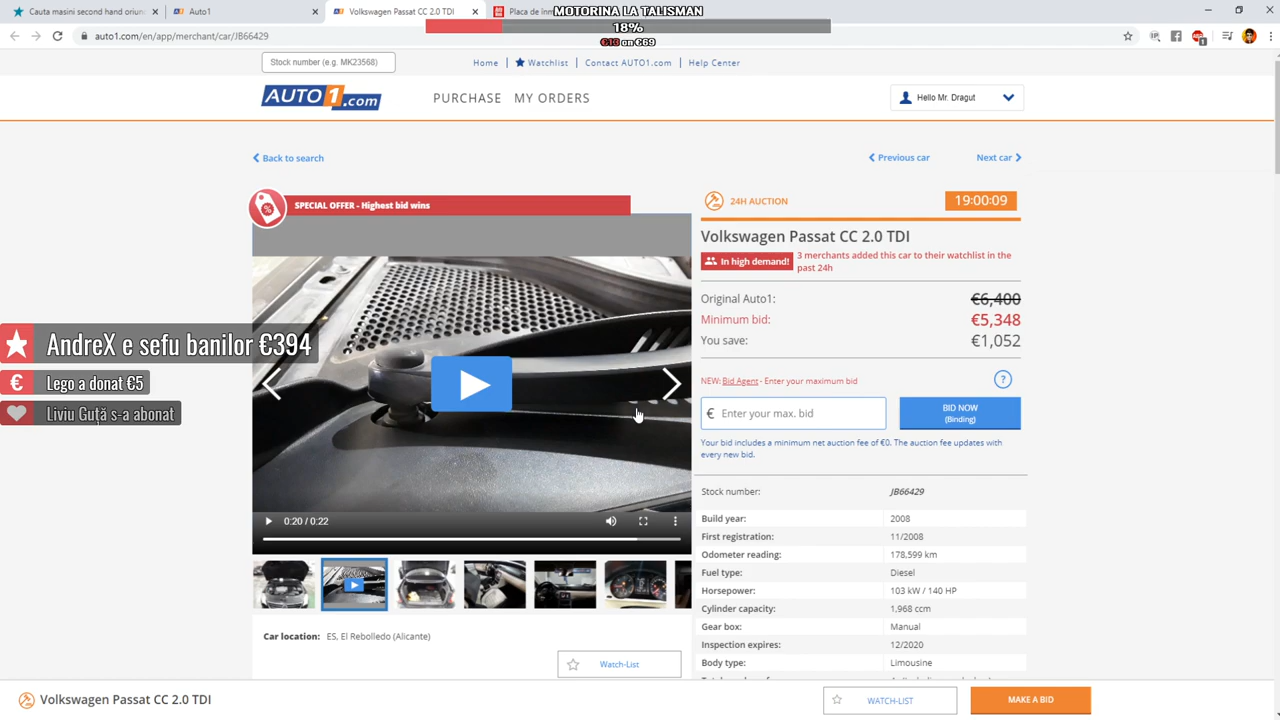 Cauta masini second hand oriun
Auto1
Volkswagen Passat CC 2.0 TDI
Placa de in
MOTORINA LA TALISMAN
18%
€13 on €69
auto1.com/en/app/merchant/car/JB66429
Stock number (e.g. MK23568)
Home | Watchlist | Contact AUTO1.com | Help Center
AUTO1.com
PURCHASE MY ORDERS
Hello Mr. Dragut
Back to search
Previous car
Next car
SPECIAL OFFER - Highest bid wins
24H AUCTION
19:00:09
Volkswagen Passat CC 2.0 TDI
In high demand!
3 merchants added this car to their watchlist in the
past 24h
Original Auto1: €6,400
Minimum bid: €5,348
You save: €1,052
NEW: Bid Agent - Enter your maximum bid
?
€ Enter your max. bid
BID NOW
(Binding)
Your bid includes a minimum net auction fee of €0. The auction fee updates with
every new bid.
AndreX e sefu banilor €394
€ Lego a donat €5
Liviu Guță s-a abonat
0:20 / 0:22
Stock number: JB66429
Build year: 2008
First registration: 11/2008
Odometer reading: 178,599 km
Fuel type: Diesel
Horsepower: 103 kW / 140 HP
Cylinder capacity: 1,968 ccm
Gear box: Manual
Inspection expires: 12/2020
Body type: Limousine
Car location: ES, El Rebolledo (Alicante)
Watch-List
Volkswagen Passat CC 2.0 TDI
WATCH-LIST
MAKE A BID